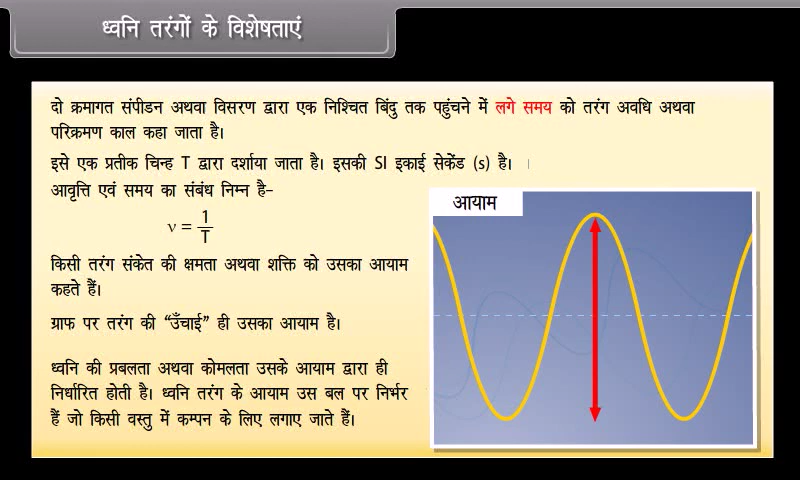 ध्वनि तरंगों के विशेषताएं
दो क्रमागत संपीडन अथवा विसरण द्वारा एक निश्चित बिंदु तक पहुंचने में लगे समय को तरंग अवधि अथवा
परिक्रमण काल कहा जाता है।
इसे एक प्रतीक चिन्ह T द्वारा दर्शाया जाता है। इसकी SI इकाई सेकेंड (s) है।
आवृत्ति एवं समय का संबंध निम्न है-
ν = 1/T
आयाम
किसी तरंग संकेत की क्षमता अथवा शक्ति को उसका आयाम
कहते हैं।
ग्राफ पर तरंग की “उँचाई” ही उसका आयाम है।
ध्वनि की प्रबलता अथवा कोमलता उसके आयाम द्वारा ही
निर्धारित होती है। ध्वनि तरंग के आयाम उस बल पर निर्भर
हैं जो किसी वस्तु में कम्पन के लिए लगाए जाते हैं।